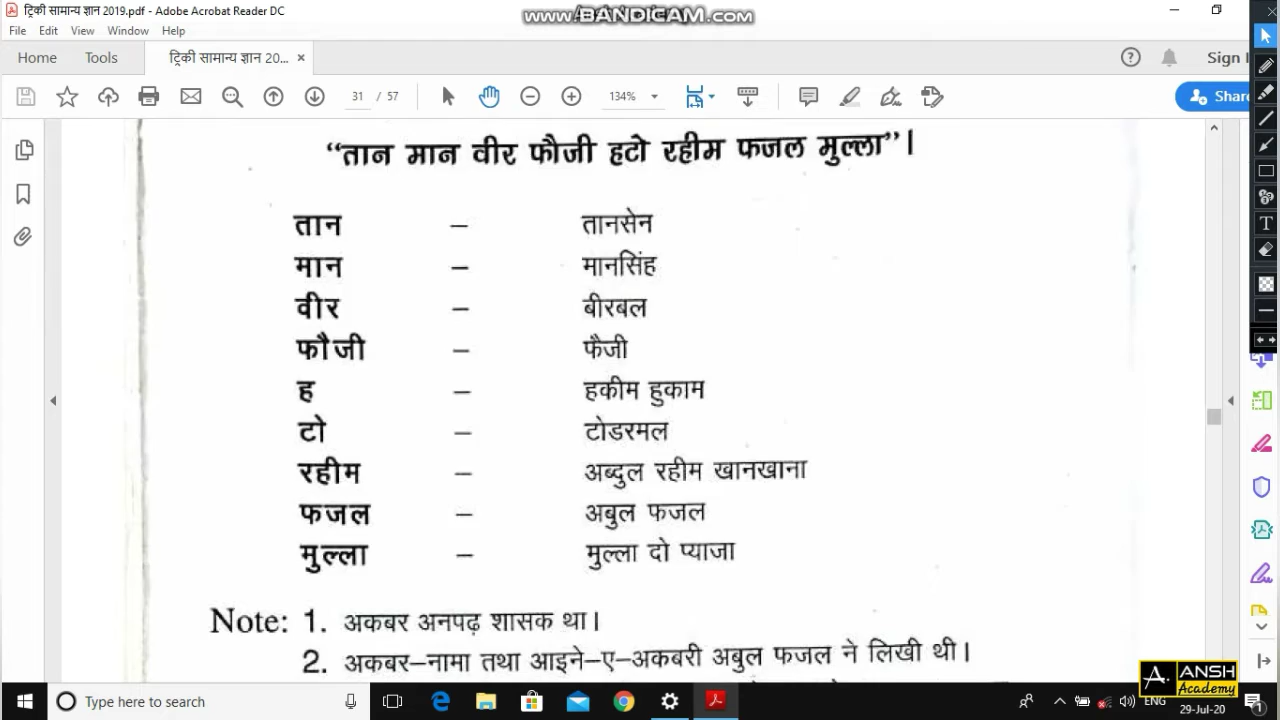 ट्रिकी सामान्य ज्ञान 2019.pdf - Adobe Acrobat Reader DC
www.BANDICAM.com
File Edit View Window Help
Home Tools ट्रिकी सामान्य ज्ञान 20... × Sign
31 / 57 134% Share
“तान मान वीर फौजी हटो रहीम फजल मुल्ला”।
तान – तानसेन
मान – मानसिंह
वीर – बीरबल
फौजी – फैजी
ह – हकीम हुकाम
टो – टोडरमल
रहीम – अब्दुल रहीम खानखाना
फजल – अबुल फजल
मुल्ला – मुल्ला दो प्याजा
Note: 1. अकबर अनपढ़ शासक था।
2. अकबर–नामा तथा आइने–ए–अकबरी अबुल फजल ने लिखी थी।
A. ANSH Academy
Type here to search
ENG
29-Jul-20
1